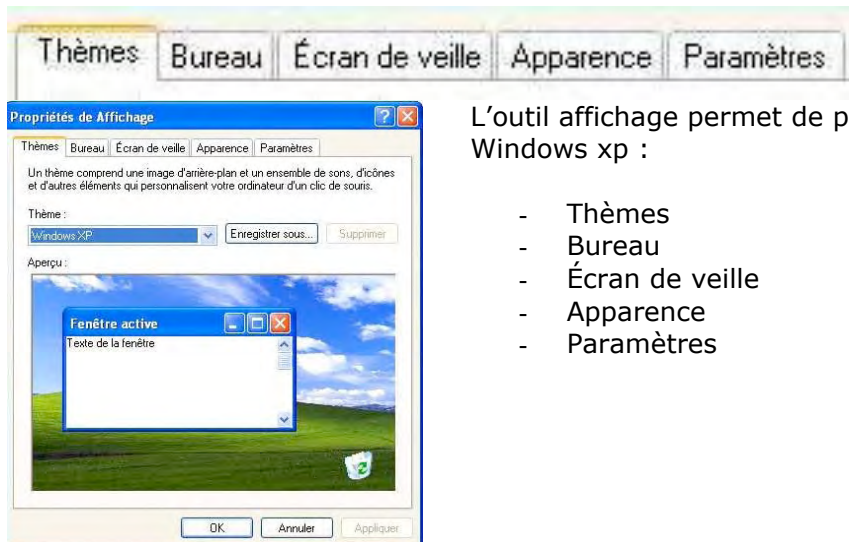 Thèmes Bureau Écran de veille Apparence Paramètres
Propriétés de Affichage
Thèmes Bureau Écran de veille Apparence Paramètres
Un thème comprend une image d'arrière-plan et un ensemble de sons, d'icônes
et d'autres éléments qui personnalisent votre ordinateur d'un clic de souris.
Thème :
Windows XP Enregistrer sous... Supprimer
Aperçu :
Fenêtre active
Texte de la fenêtre
OK Annuler Appliquer
L'outil affichage permet de p
Windows xp :
- Thèmes
- Bureau
- Écran de veille
- Apparence
- Paramètres